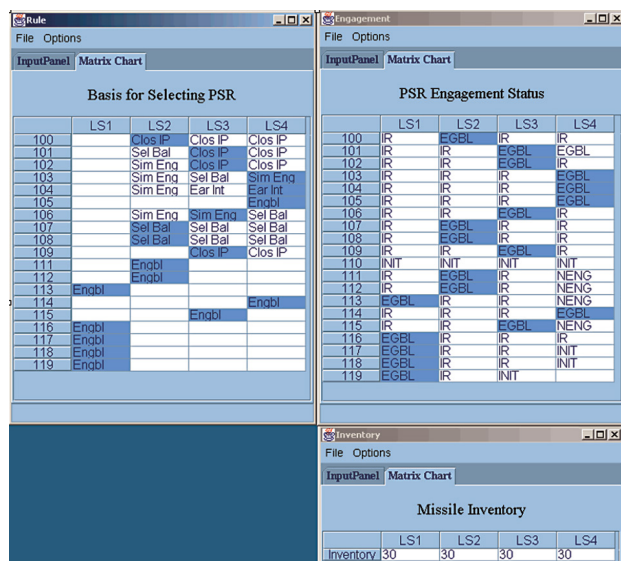 Rule
File Options
InputPanel Matrix Chart
Basis for Selecting PSR
LS1 LS2 LS3 LS4
100 Clos IP Clos IP Clos IP
101 Sel Bal Clos IP Clos IP
102 Sim Eng Clos IP Clos IP
103 Sim Eng Sel Bal Sim Eng
104 Sim Eng Ear Int Ear Int
105 Engbl
106 Sim Eng Sim Eng Sel Bal
107 Sel Bal Sel Bal Sel Bal
108 Sel Bal Sel Bal Sel Bal
109 Clos IP Clos IP
111 Engbl
112 Engbl
113 Engbl
114 Engbl
115 Engbl
116 Engbl
117 Engbl
118 Engbl
119 Engbl
Engagement
File Options
InputPanel Matrix Chart
PSR Engagement Status
LS1 LS2 LS3 LS4
100 IR EGBL IR IR
101 IR IR EGBL EGBL
102 IR IR EGBL IR
103 IR IR IR EGBL
104 IR IR IR EGBL
105 IR IR IR EGBL
106 IR IR EGBL IR
107 IR EGBL IR IR
108 IR EGBL IR IR
109 IR IR EGBL IR
110 INIT INIT INIT INIT
111 IR EGBL IR NENG
112 IR EGBL IR NENG
113 EGBL IR IR NENG
114 IR IR IR EGBL
115 IR IR EGBL NENG
116 EGBL IR IR IR
117 EGBL IR IR INIT
118 EGBL IR IR INIT
119 EGBL IR INIT
Inventory
File Options
InputPanel Matrix Chart
Missile Inventory
LS1 LS2 LS3 LS4
Inventory 30 30 30 30